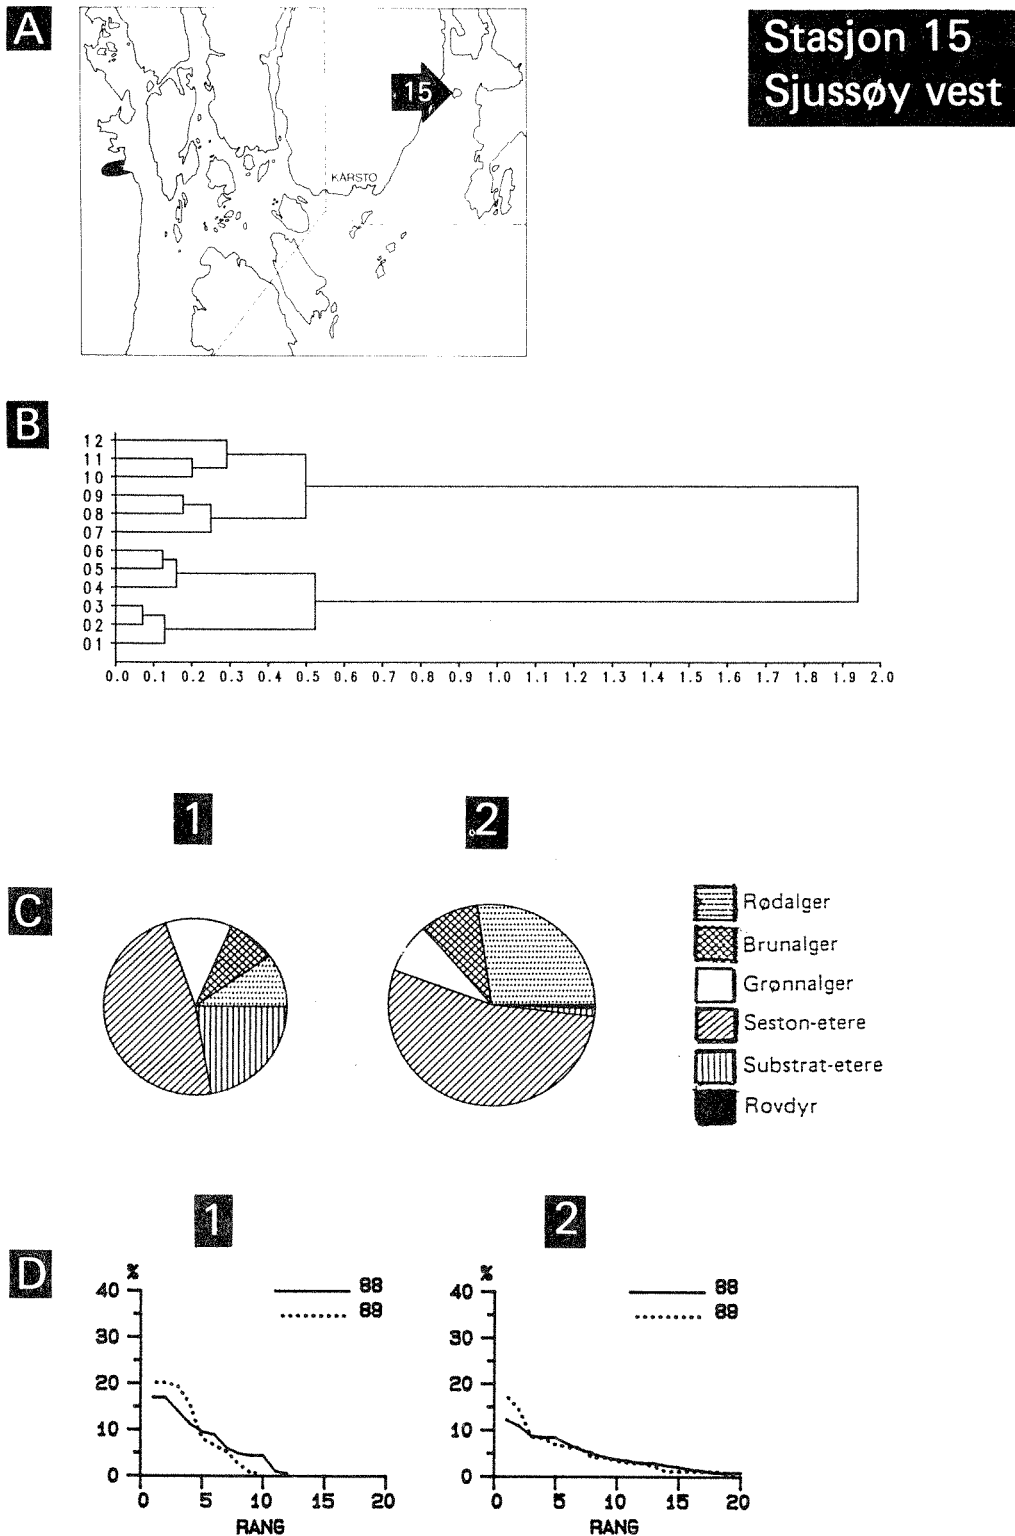 A
Stasjon 15
Sjussøy vest
15
KÅRSTØ
B
12
11
10
09
08
07
06
05
04
03
02
01
0.0 0.1 0.2 0.3 0.4 0.5 0.6 0.7 0.8 0.9 1.0 1.1 1.2 1.3 1.4 1.5 1.6 1.7 1.8 1.9 2.0
1 2
C
Rødalger
Brunalger
Grønnalger
Seston-etere
Substrat-etere
Rovdyr
1 2
D
%
40
30
20
10
0
88
89
0 5 10 15 20
RANG
%
40
30
20
10
0
88
89
0 5 10 15 20
RANG